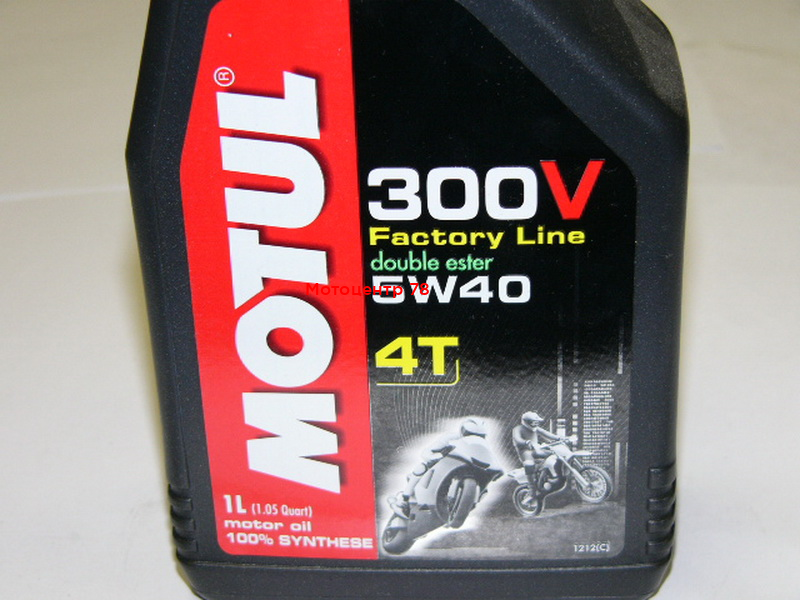 MOTUL®
300V
Factory Line
double ester
Мотоцентр 78
5W40
4T
1L (1.05 Quart)
motor oil
100% SYNTHESE
1212(C)